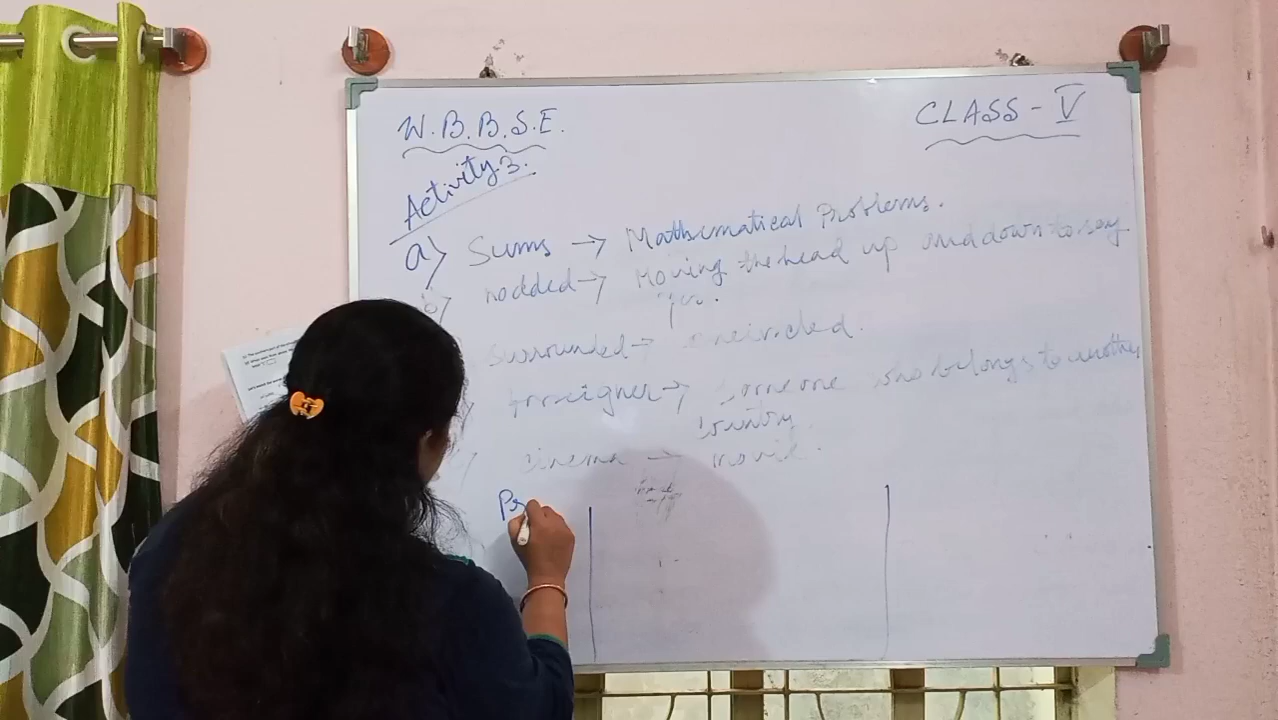 W.B.B.S.E.
CLASS - V
Activity 3.
a) Sums → Mathematical Problems.
b) nodded → Moving the head up and down to say
yes.
surrounded → encircled.
foreigner → Someone who belongs to another
country.
cinema → movie.